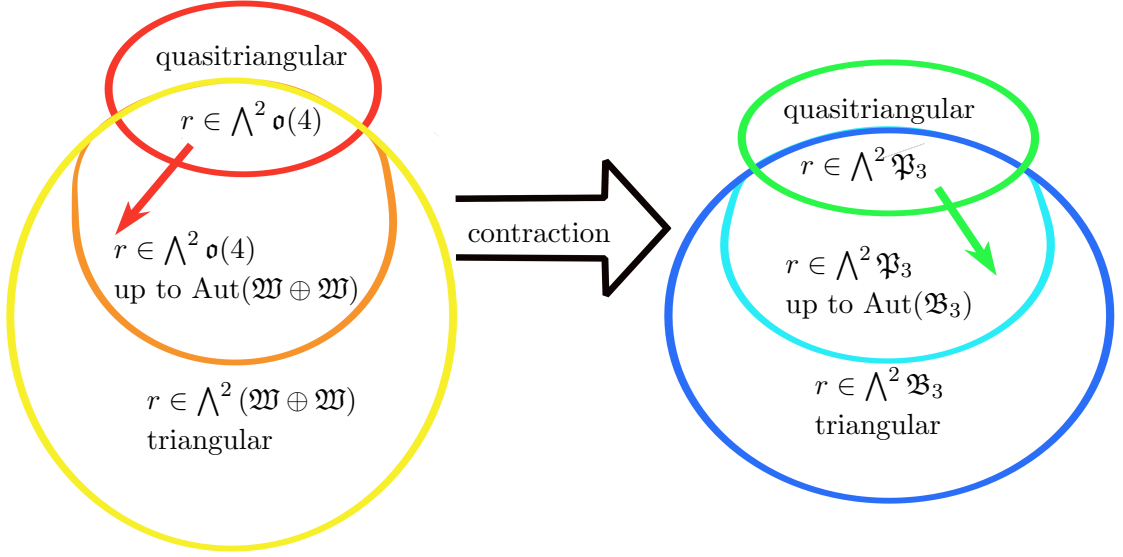 quasitriangular
r ∈ ⋀² 𝔬(4)
r ∈ ⋀² 𝔬(4)
up to Aut(𝔚 ⊕ 𝔚)
r ∈ ⋀² (𝔚 ⊕ 𝔚)
triangular
contraction
quasitriangular
r ∈ ⋀² 𝔓₃
r ∈ ⋀² 𝔓₃
up to Aut(𝔅₃)
r ∈ ⋀² 𝔅₃
triangular